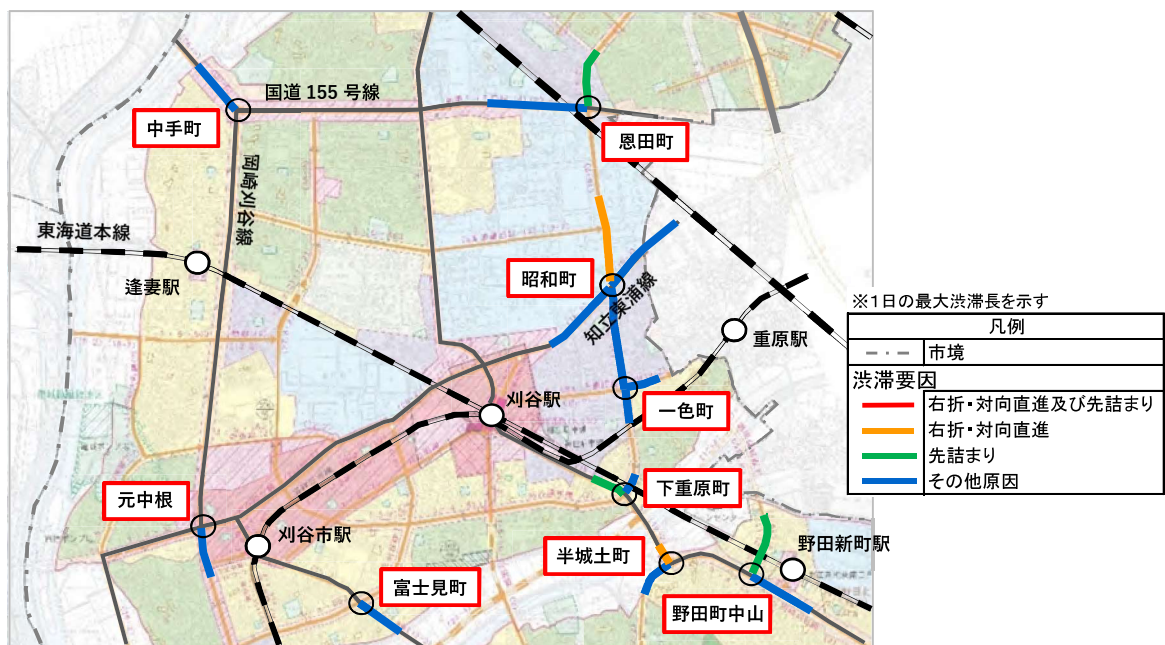 国道 155 号線
中手町
恩田町
岡崎刈谷線
東海道本線
逢妻駅
昭和町
知立東浦線
重原駅
刈谷駅
一色町
元中根
刈谷市駅
下重原町
半城土町
野田新町駅
富士見町
野田町中山
※1日の最大渋滞長を示す
凡例
市境
渋滞要因
右折・対向直進及び先詰まり
右折・対向直進
先詰まり
その他原因